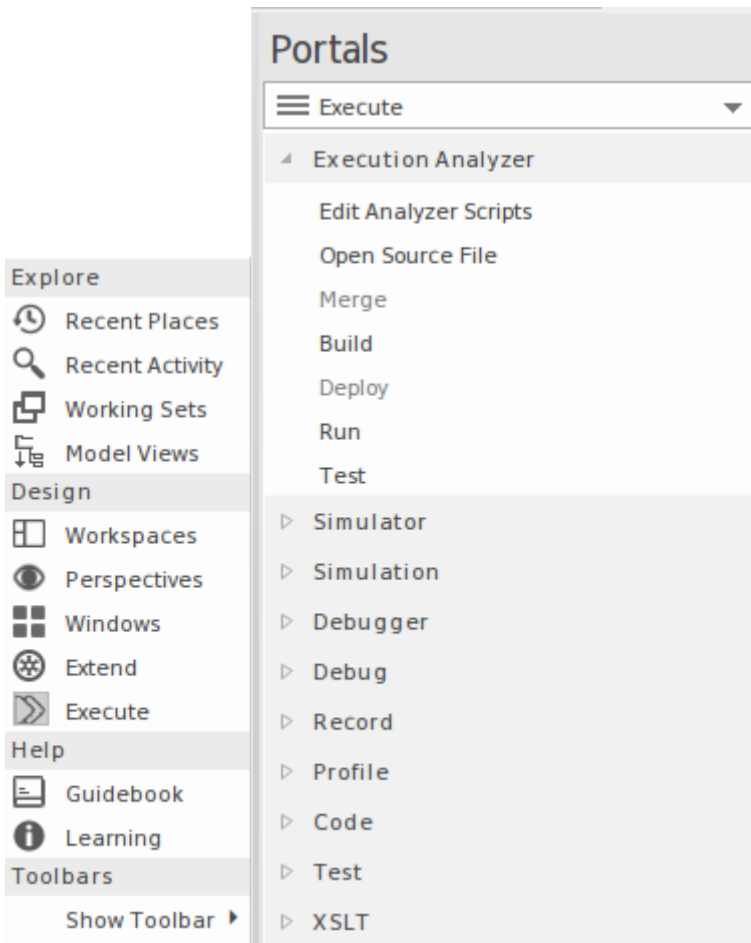 Portals
Execute
Execution Analyzer
Edit Analyzer Scripts
Open Source File
Merge
Build
Deploy
Run
Test
Simulator
Simulation
Debugger
Debug
Record
Profile
Code
Test
XSLT
Explore
Recent Places
Recent Activity
Working Sets
Model Views
Design
Workspaces
Perspectives
Windows
Extend
Execute
Help
Guidebook
Learning
Toolbars
Show Toolbar